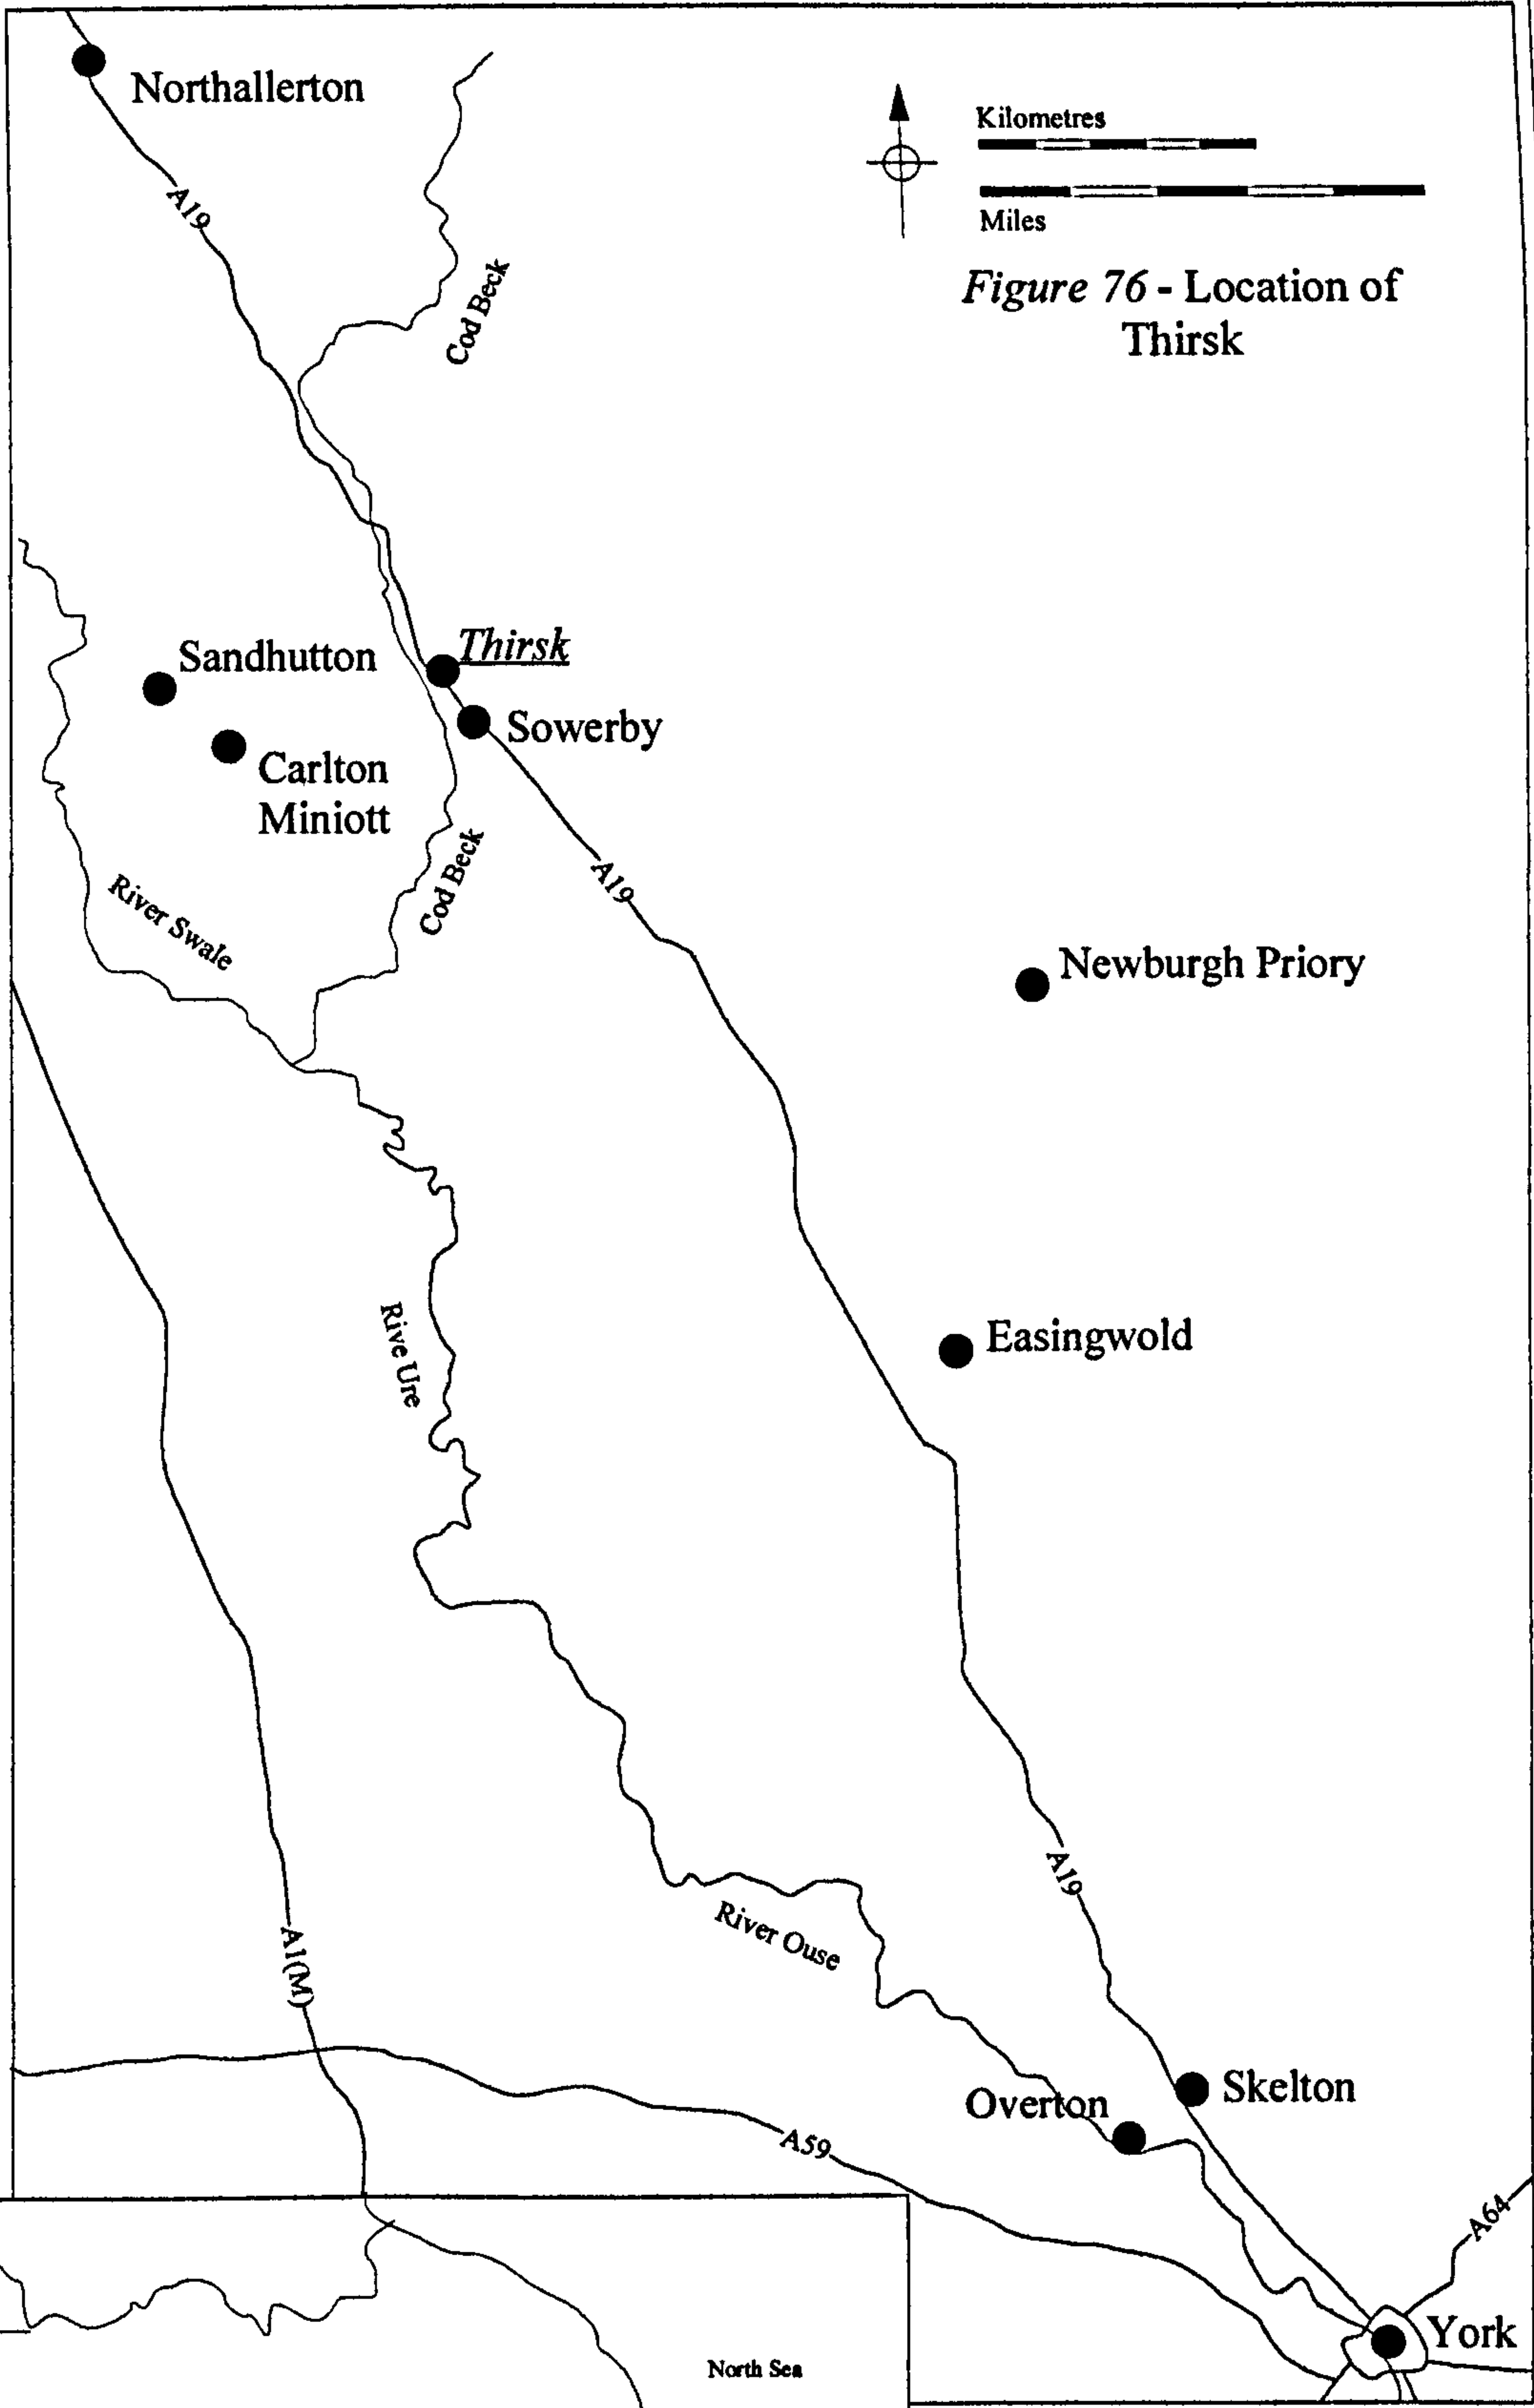 Northallerton
Kilometres
Miles
Figure 76 - Location of
Thirsk
A19
Cod Beck
Thirsk
Sandhutton
Sowerby
Carlton
Miniott
A19
Cod Beck
River Swale
Newburgh Priory
Rive Ure
Easingwold
A19
River Ouse
A1(M)
Skelton
Overton
A59
A64
York
North Sea